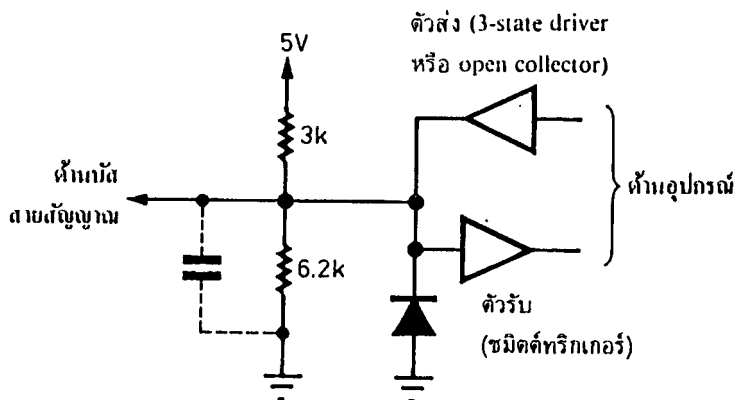 ตัวส่ง (3-state driver
หรือ open collector)
5V
3k
ด้านบัส
สายสัญญาณ
ด้านอุปกรณ์
6.2k
ตัวรับ
(ชมิตต์ทริกเกอร์)